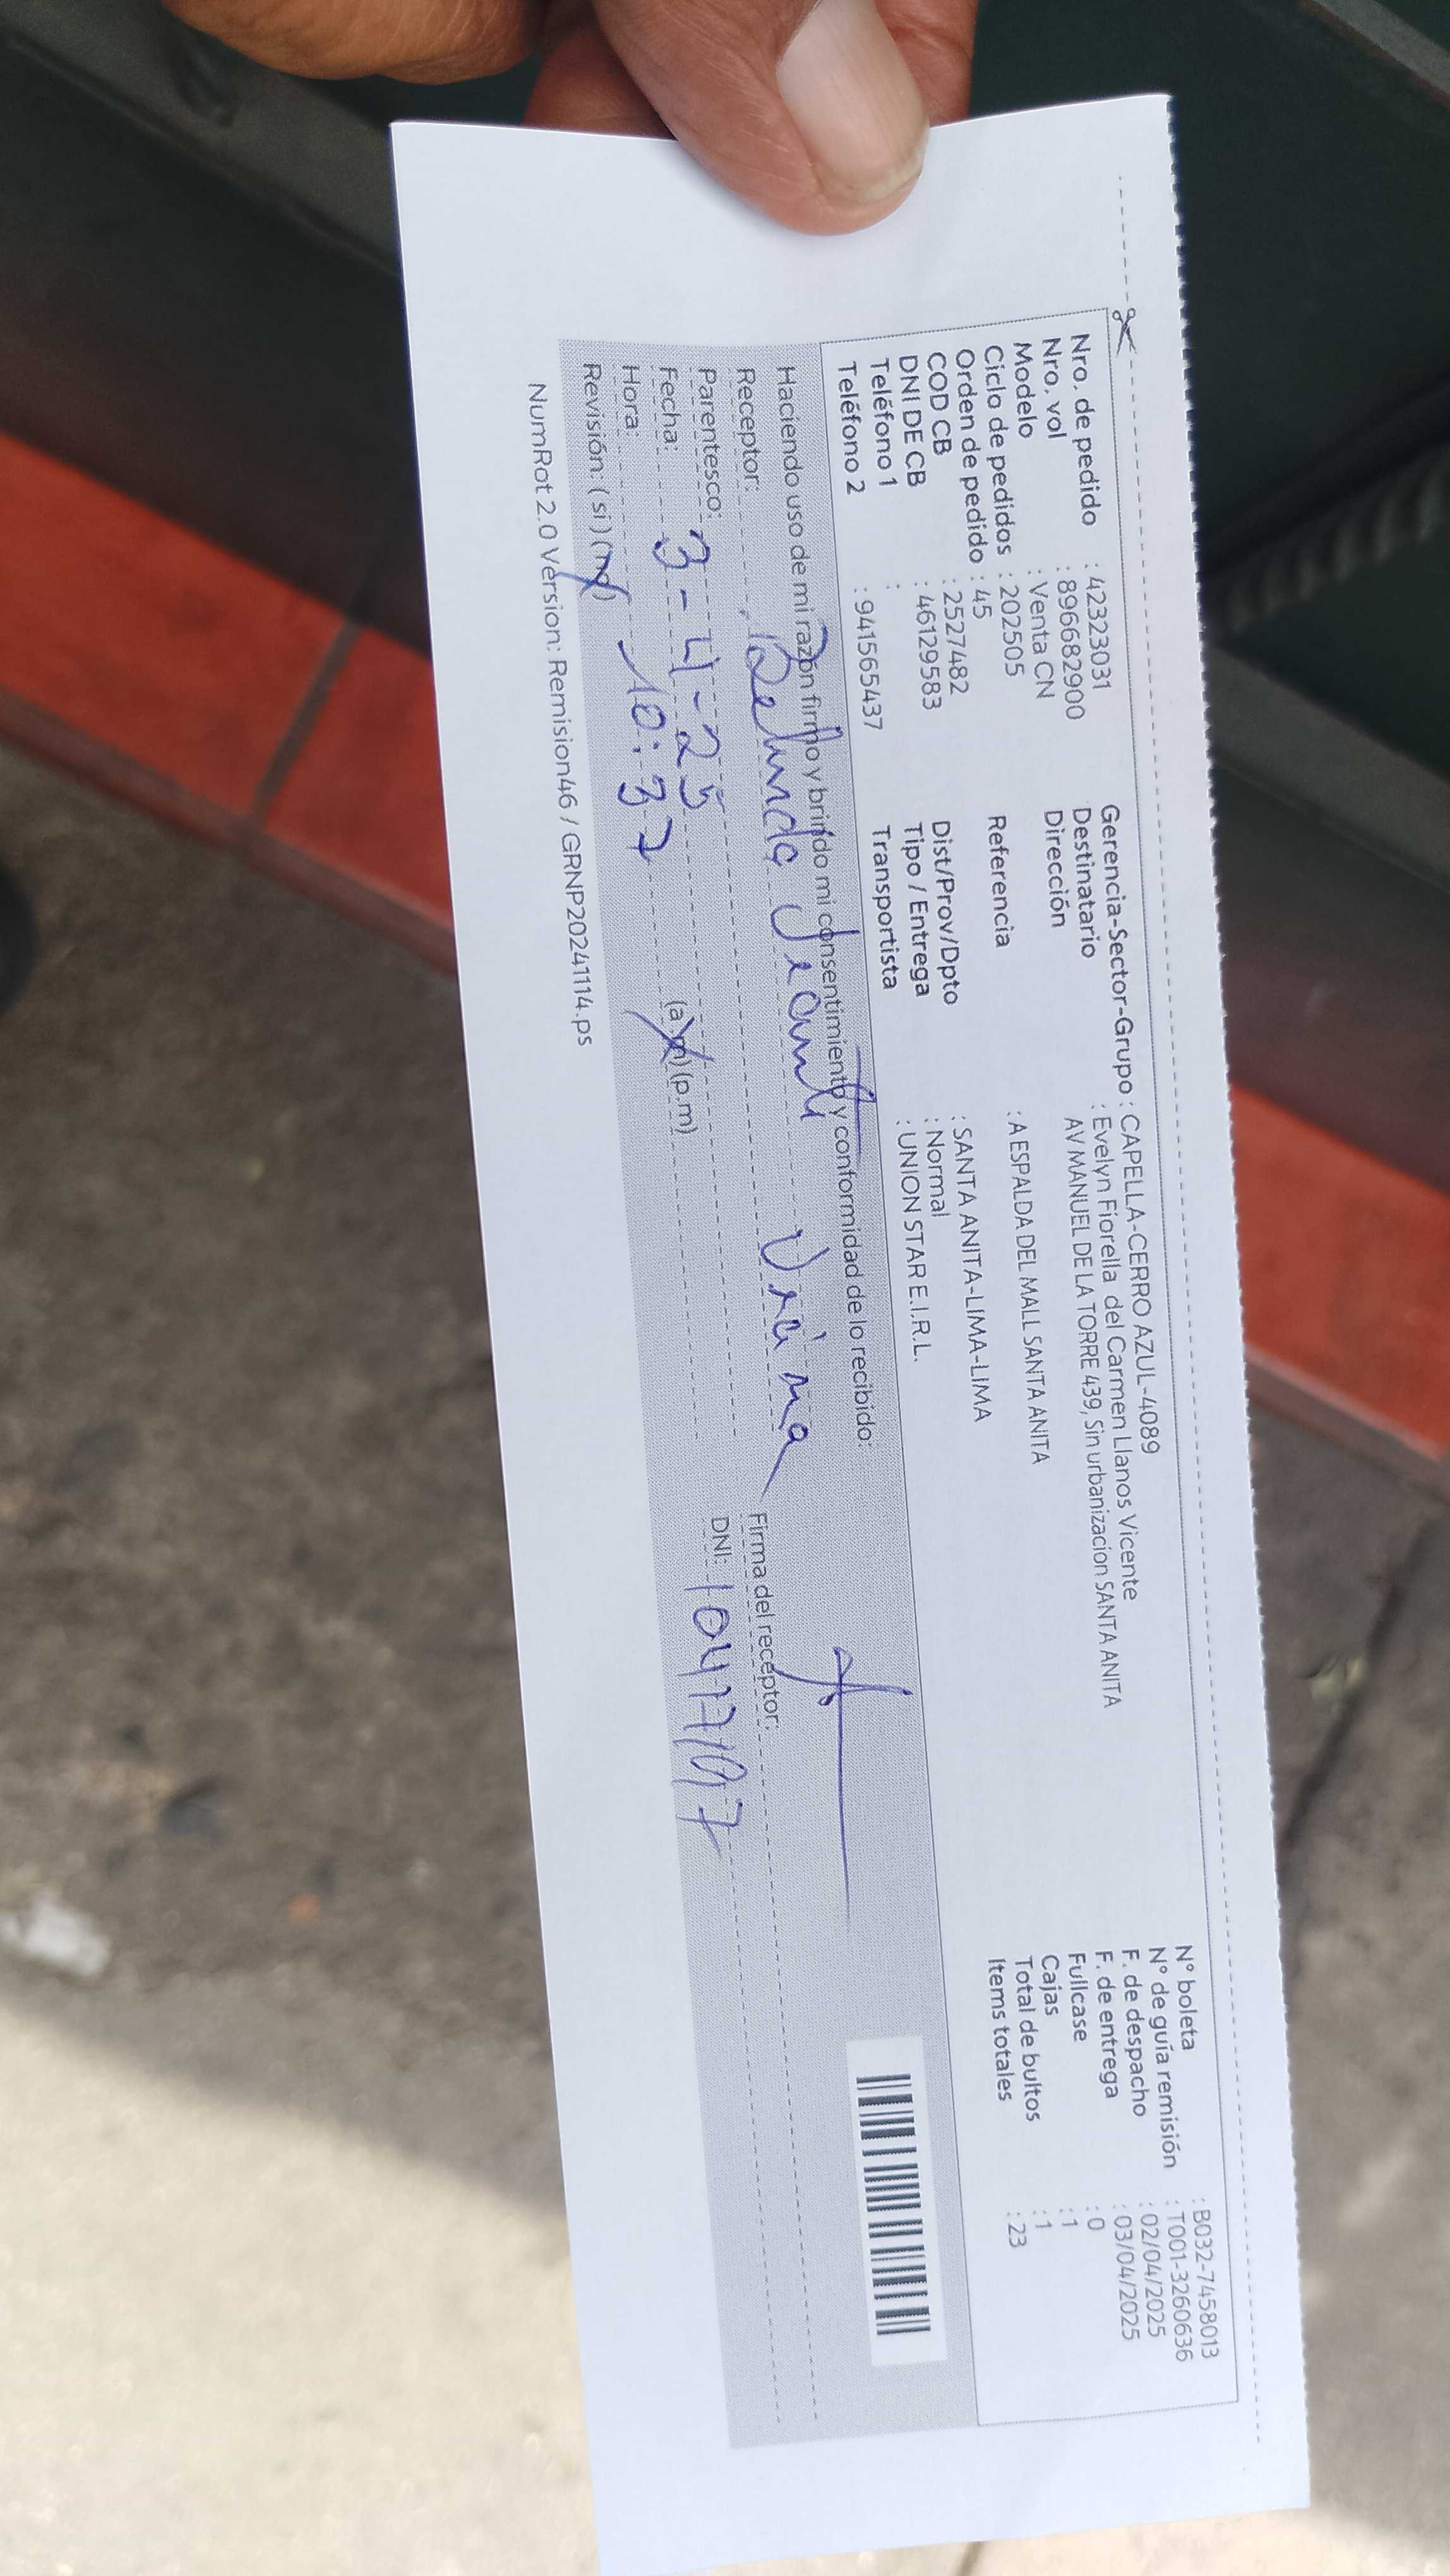 Nro. de pedido : 42323031
Nro. vol : 896682900
Modelo : Venta CN
Ciclo de pedidos : 202505
Orden de pedido : 45
COD CB : 2527482
DNI DE CB : 46129583
Teléfono 1 :
Teléfono 2 : 941565437
Gerencia-Sector-Grupo : CAPELLA-CERRO AZUL-4089
Destinatario : Evelyn Fiorella del Carmen Llanos Vicente
Dirección AV MANUEL DE LA TORRE 439, Sin urbanizacion SANTA ANITA
Referencia : A ESPALDA DEL MALL SANTA ANITA
Dist/Prov/Dpto : SANTA ANITA-LIMA-LIMA
Tipo / Entrega : Normal
Transportista : UNION STAR E.I.R.L.
N° boleta : B032-7458013
N° de guía remisión : T001-3260636
F. de despacho : 02/04/2025
F. de entrega : 03/04/2025
Fullcase : 0
Cajas : 1
Total de bultos : 1
Items totales : 23
Haciendo uso de mi razón firmo y brindo mi consentimiento y conformidad de lo recibido:
Receptor:
Parentesco:
Fecha: 3-4-25
Hora: 10:37 (a.m) (p.m)
Revisión: (si) (no)
Firma del receptor:
DNI:
NumRot 2.0 Version: Remision46 / GRNP20241114.ps